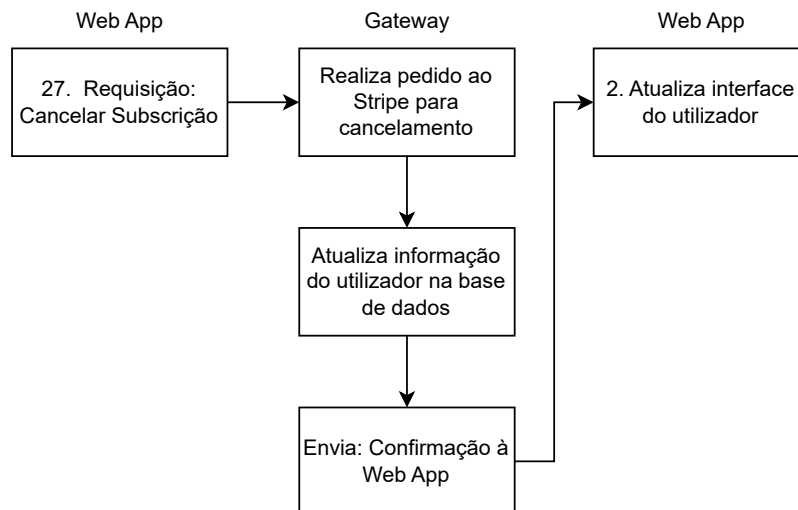 Web App
Gateway
Web App
27.  Requisição:
Cancelar Subscrição
Realiza pedido ao
Stripe para
cancelamento
2. Atualiza interface
do utilizador
Atualiza informação
do utilizador na base
de dados
Envia: Confirmação à
Web App